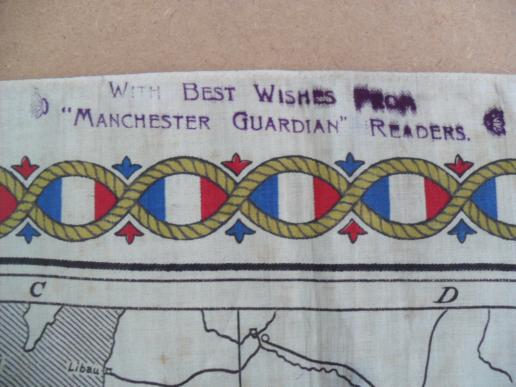 With Best Wishes From
"Manchester Guardian" Readers.
C D
Libau